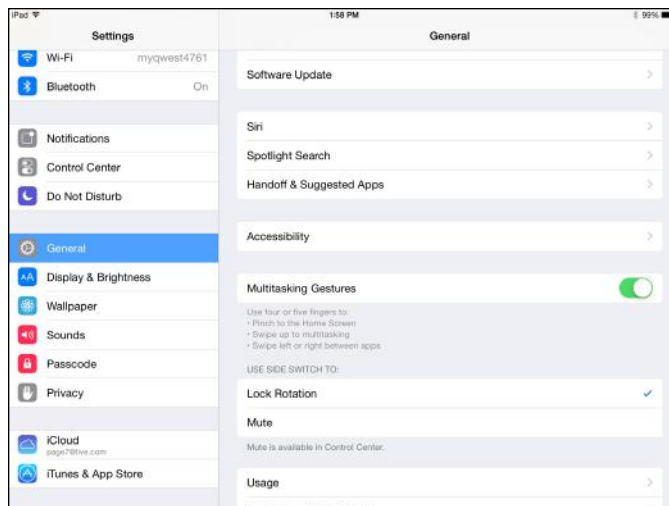 iPad
1:58 PM
99%
Settings
General
Wi-Fi
myqwest4761
Bluetooth
On
Notifications
Control Center
Do Not Disturb
General
Display & Brightness
Wallpaper
Sounds
Passcode
Privacy
iCloud
page7@live.com
iTunes & App Store
Software Update
Siri
Spotlight Search
Handoff & Suggested Apps
Accessibility
Multitasking Gestures
Use four or five fingers to:
• Pinch to the Home Screen
• Swipe up to multitasking
• Swipe left or right between apps
USE SIDE SWITCH TO:
Lock Rotation
Mute
Mute is available in Control Center.
Usage